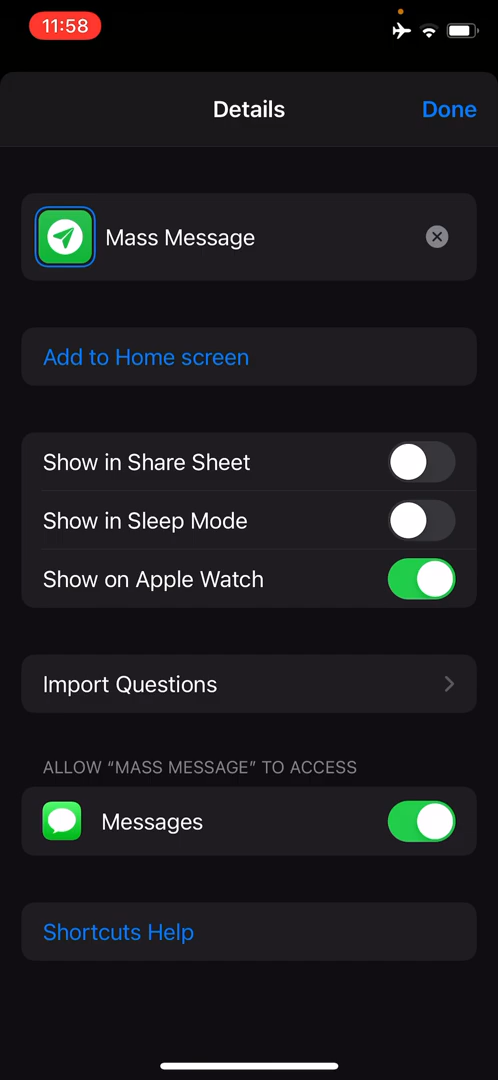 11:58
Details
Done
Mass Message
Add to Home screen
Show in Share Sheet
Show in Sleep Mode
Show on Apple Watch
Import Questions
ALLOW “MASS MESSAGE” TO ACCESS
Messages
Shortcuts Help